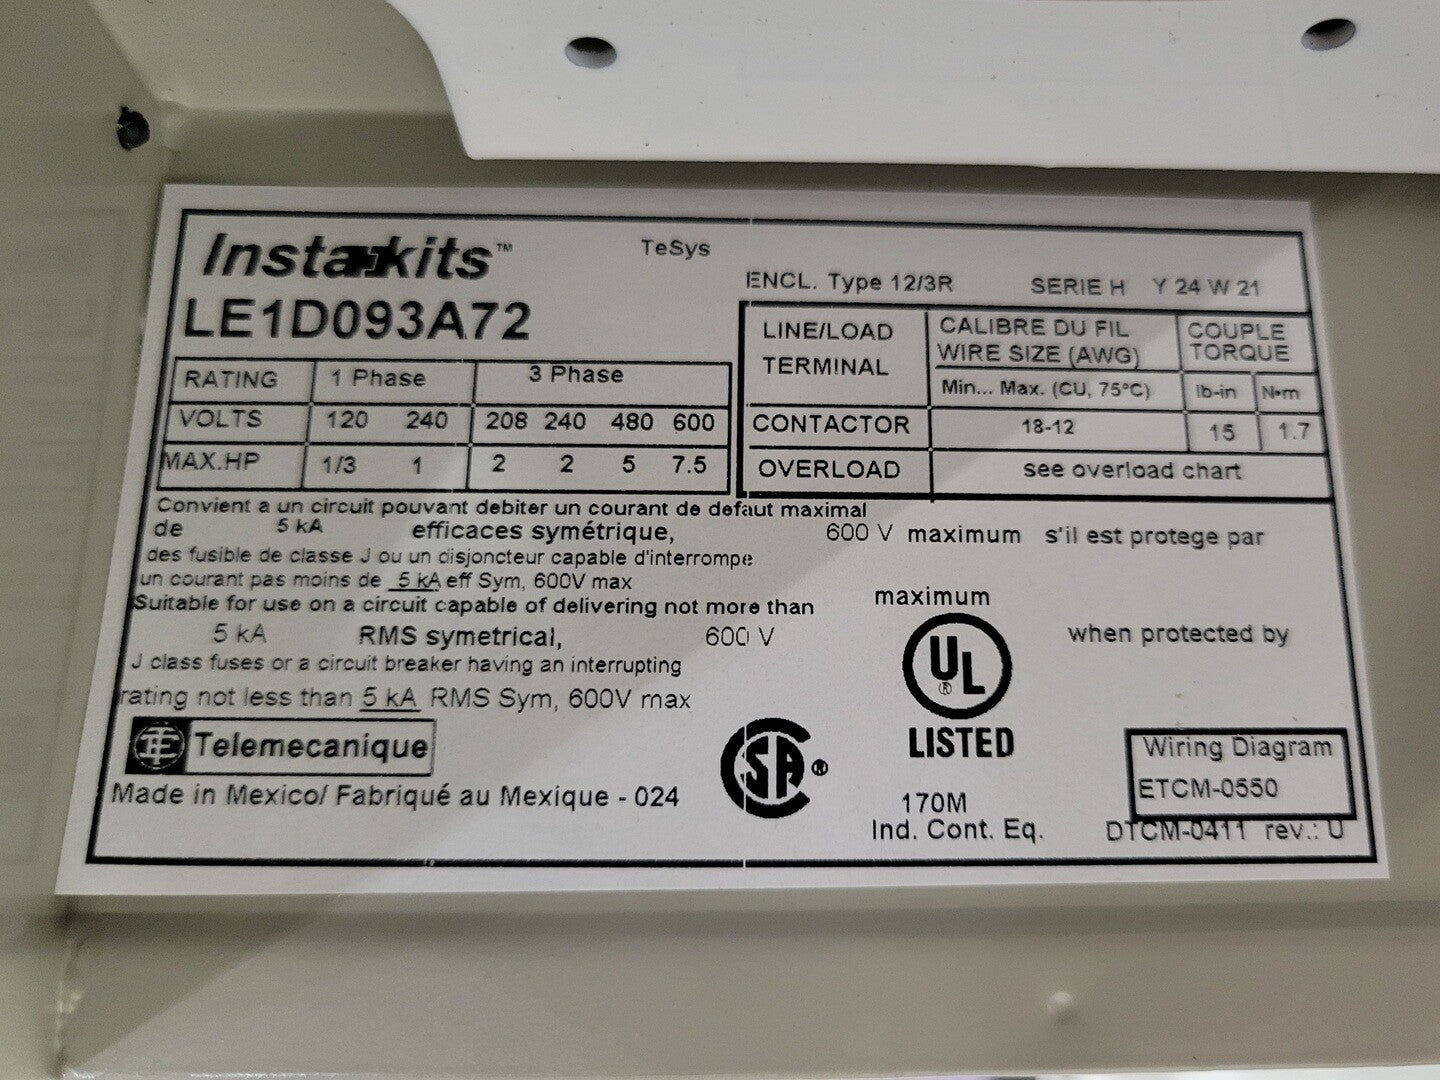 Insta-kits™
TeSys
LE1D093A72
ENCL. Type 12/3R SERIE H Y 24 W 21
RATING 1 Phase 3 Phase
VOLTS 120 240 208 240 480 600
MAX.HP 1/3 1 2 2 5 7.5
LINE/LOAD TERMINAL CALIBRE DU FIL WIRE SIZE (AWG) COUPLE TORQUE
Min... Max. (CU, 75°C) lb-in N•m
CONTACTOR 18-12 15 1.7
OVERLOAD see overload chart
Convient a un circuit pouvant debiter un courant de defaut maximal
de 5 kA efficaces symétrique, 600 V maximum s'il est protege par
des fusible de classe J ou un disjoncteur capable d'interrompe
un courant pas moins de 5 kA eff Sym, 600V max
Suitable for use on a circuit capable of delivering not more than
5 kA RMS symetrical, 600 V maximum when protected by
J class fuses or a circuit breaker having an interrupting
rating not less than 5 kA RMS Sym, 600V max
TE Telemecanique
Made in Mexico/ Fabriqué au Mexique - 024
CSA ®
UL ®
LISTED
170M
Ind. Cont. Eq.
Wiring Diagram
ETCM-0550
DTCM-0411 rev.: U